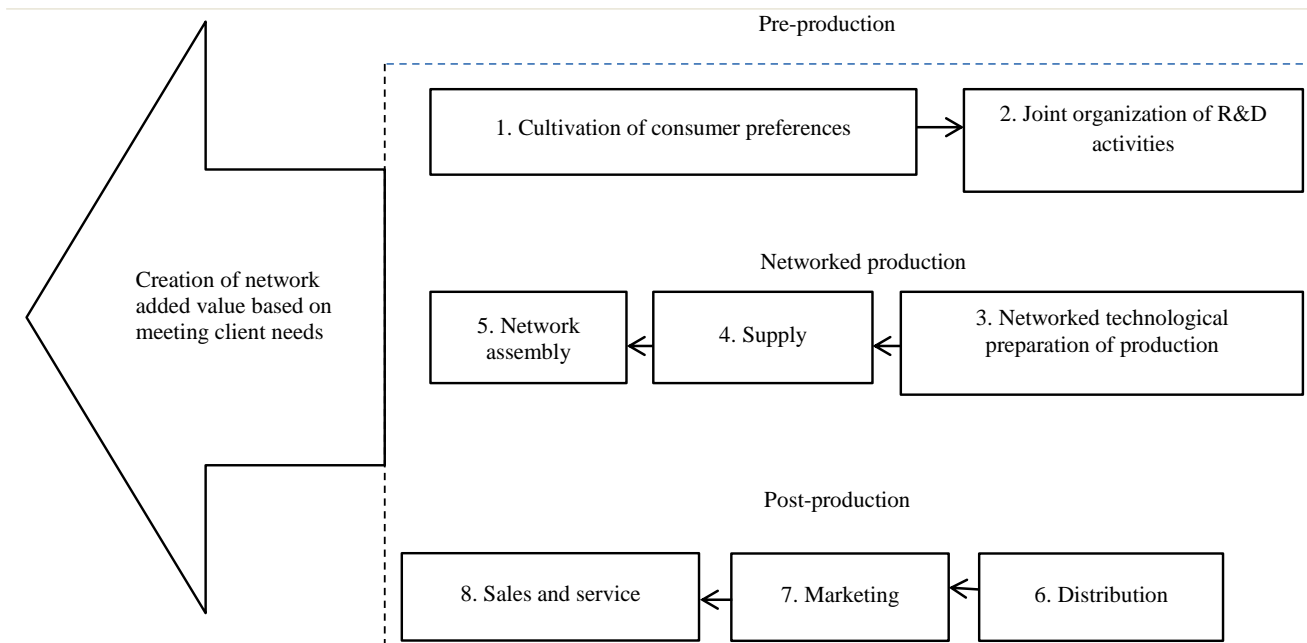 Pre-production
1. Cultivation of consumer preferences
2. Joint organization of R&D
activities
Creation of network
added value based on
meeting client needs
Networked production
5. Network
assembly
4. Supply
3. Networked technological
preparation of production
Post-production
8. Sales and service
7. Marketing
6. Distribution